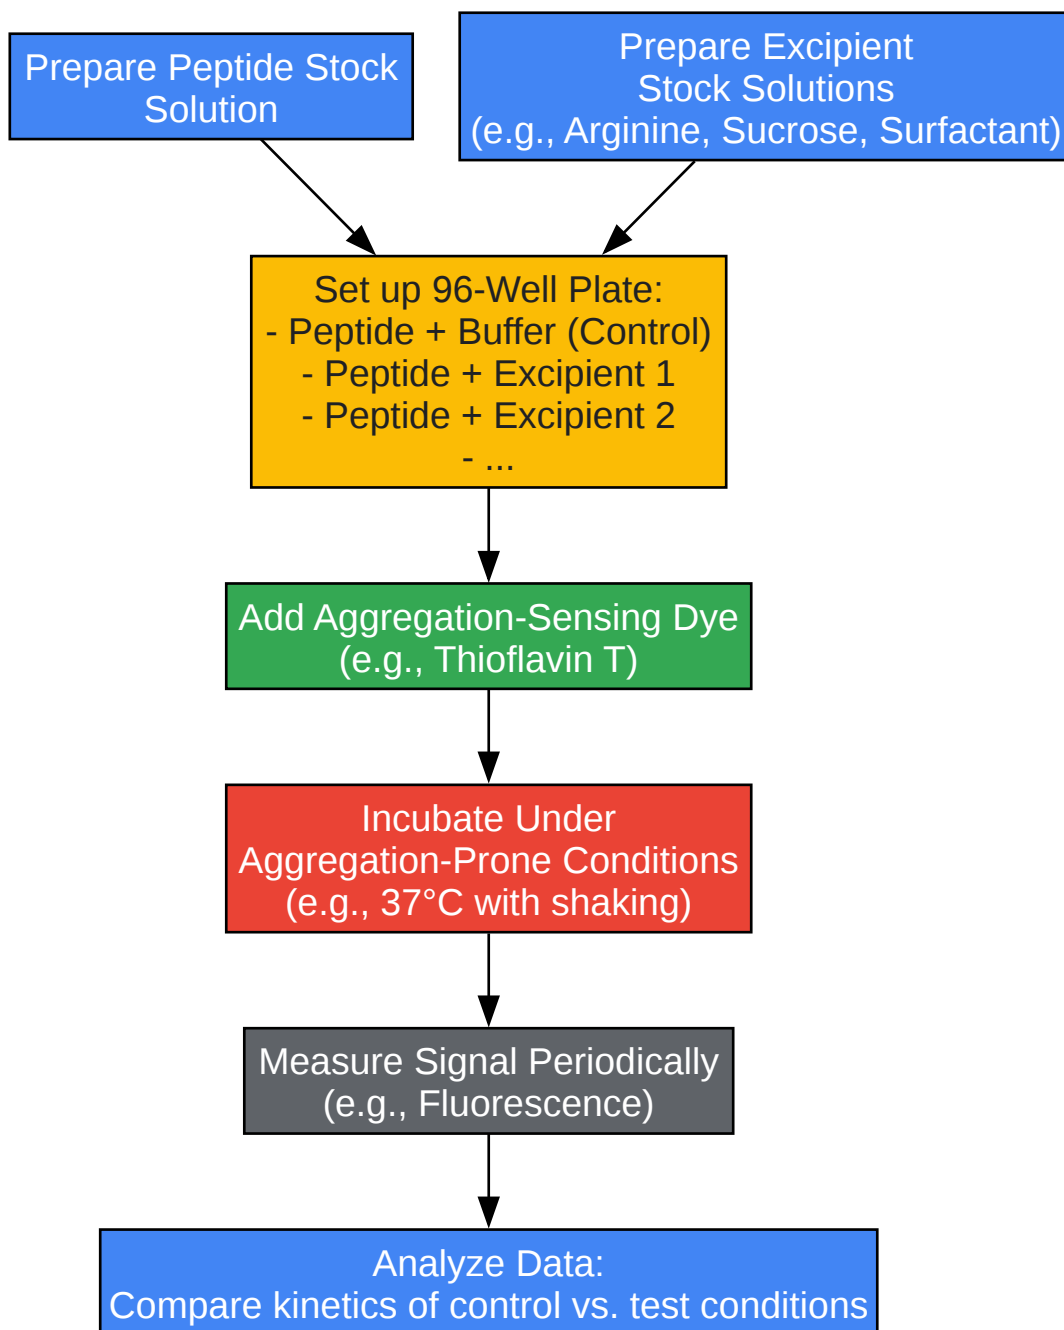 Prepare Peptide Stock
Solution
Prepare Excipient
Stock Solutions
(e.g., Arginine, Sucrose, Surfactant)
Set up 96-Well Plate:
- Peptide + Buffer (Control)
- Peptide + Excipient 1
- Peptide + Excipient 2
- ...
Add Aggregation-Sensing Dye
(e.g., Thioflavin T)
Incubate Under
Aggregation-Prone Conditions
(e.g., 37°C with shaking)
Measure Signal Periodically
(e.g., Fluorescence)
Analyze Data:
Compare kinetics of control vs. test conditions